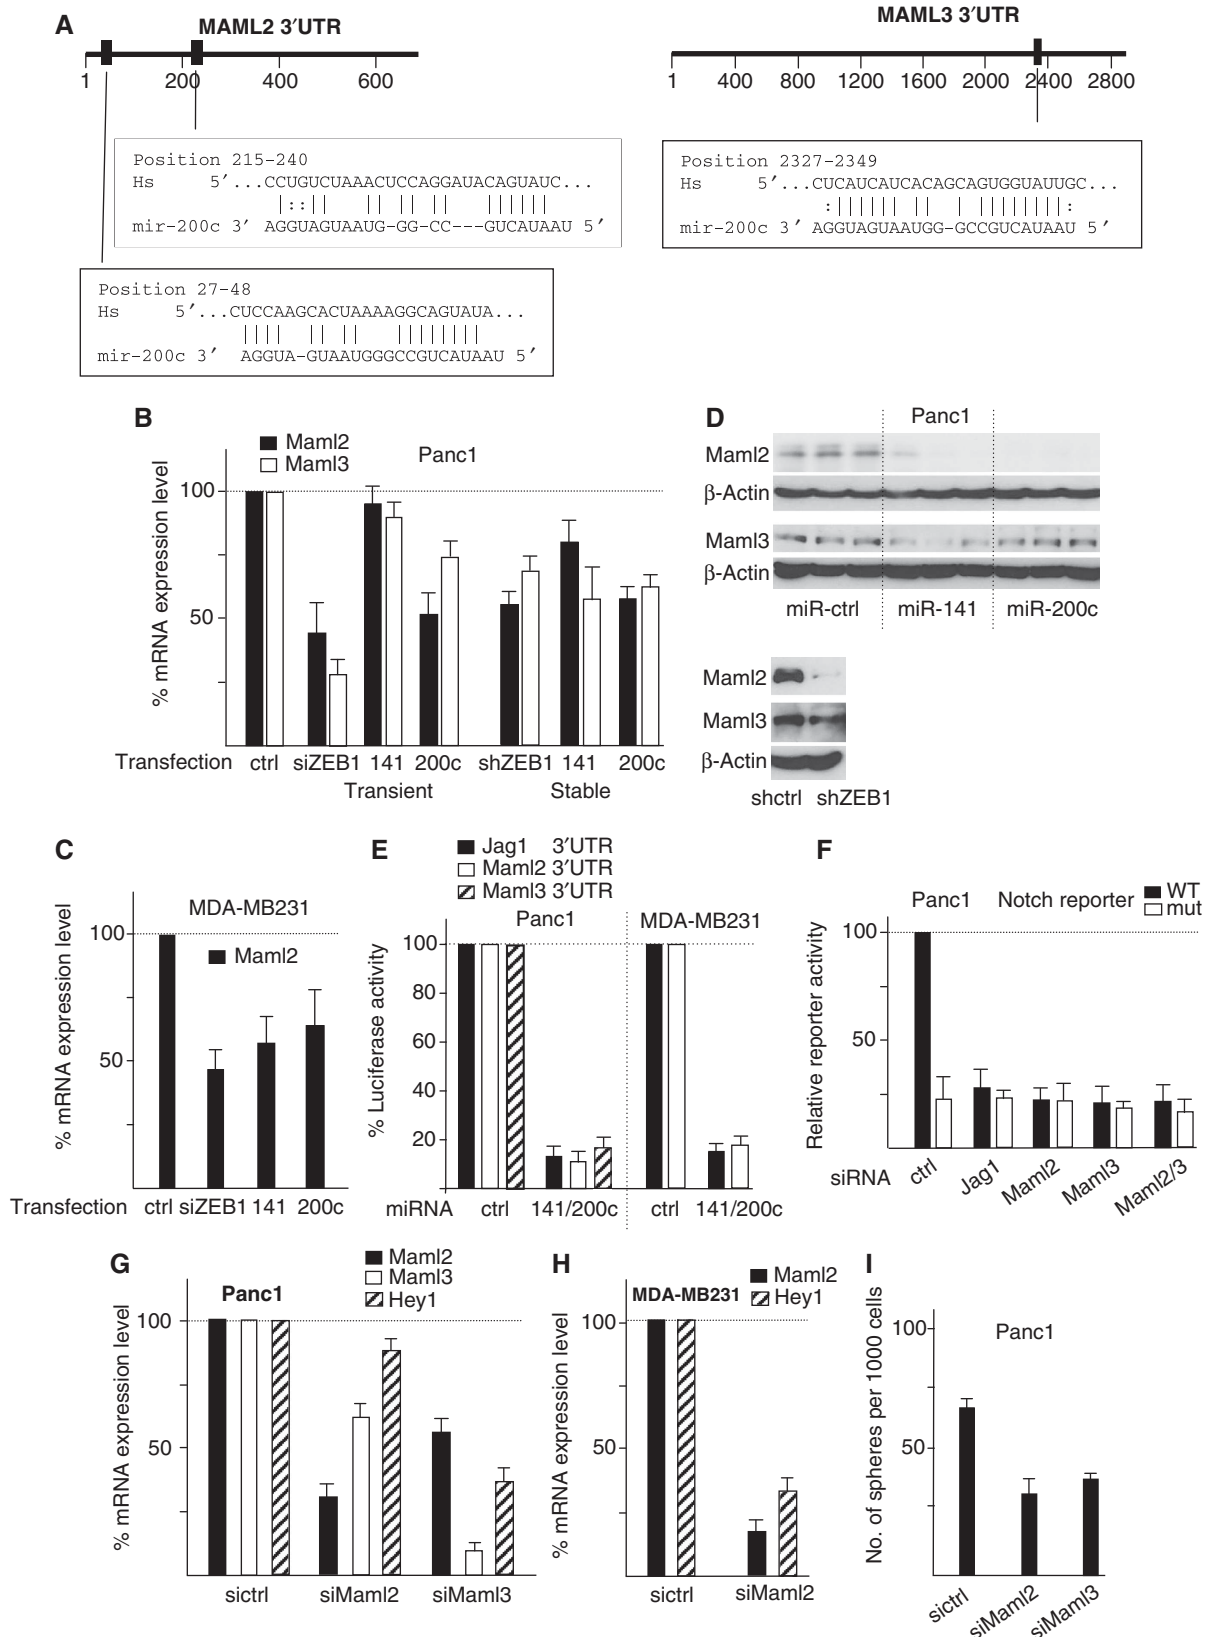 A
MAML2 3′UTR
1 200 400 600
MAML3 3′UTR
1 400 800 1200 1600 2000 2400 2800
Position 215-240
Hs 5′...CCUGUCUAAACUCCAGGAUACAGUAUC...
|::|| || || || ||||||
mir-200c 3′ AGGUAGUAAUG-GG-CC---GUCAUAAU 5′
Position 2327-2349
Hs 5′...CUCAUCAUCACAGCAGUGGUAUUGC...
:|||||| || | ||||||||:
mir-200c 3′ AGGUAGUAAUGG-GCCGUCAUAAU 5′
Position 27-48
Hs 5′...CUCCAAGCACUAAAAGGCAGUAUA...
|||| || || ||||||||
mir-200c 3′ AGGUA-GUAAUGGGCCGUCAUAAU 5′
B
Maml2
Maml3
Panc1
% mRNA expression level
100
50
Transfection ctrl siZEB1 141 200c shZEB1 141 200c
Transient Stable
D
Panc1
Maml2
β-Actin
Maml3
β-Actin
miR-ctrl miR-141 miR-200c
Maml2
Maml3
β-Actin
shctrl shZEB1
C
MDA-MB231
Maml2
% mRNA expression level
100
50
Transfection ctrl siZEB1 141 200c
E
Jag1 3′UTR
Maml2 3′UTR
Maml3 3′UTR
Panc1 MDA-MB231
% Luciferase activity
100
80
60
40
20
miRNA ctrl 141/200c ctrl 141/200c
F
Panc1 Notch reporter WT
mut
Relative reporter activity
100
50
siRNA ctrl Jag1 Maml2 Maml3 Maml2/3
G
Maml2
Maml3
Hey1
Panc1
% mRNA expression level
100
50
sictrl siMaml2 siMaml3
H
Maml2
Hey1
MDA-MB231
% mRNA expression level
100
50
sictrl siMaml2
I
Panc1
No. of spheres per 1000 cells
100
50
sictrl siMaml2 siMaml3